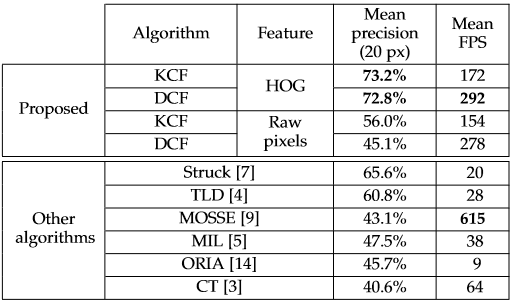 Algorithm Feature Mean precision (20 px) Mean FPS
Proposed
KCF HOG 73.2% 172
DCF 72.8% 292
KCF Raw pixels 56.0% 154
DCF 45.1% 278
Other algorithms
Struck [7] 65.6% 20
TLD [4] 60.8% 28
MOSSE [9] 43.1% 615
MIL [5] 47.5% 38
ORIA [14] 45.7% 9
CT [3] 40.6% 64